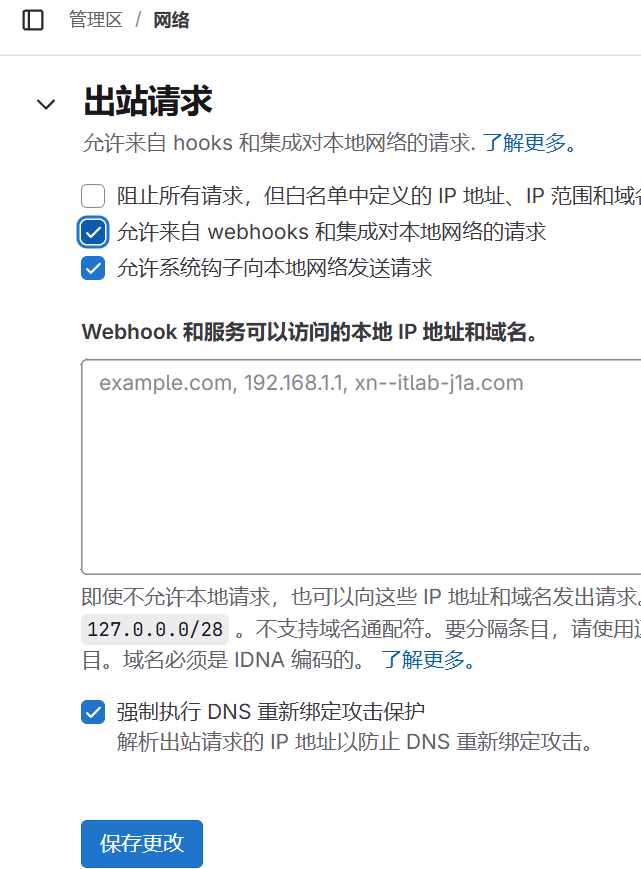 管理区 / 网络
出站请求
允许来自 hooks 和集成对本地网络的请求. 了解更多。
阻止所有请求，但白名单中定义的 IP 地址、IP 范围和域
允许来自 webhooks 和集成对本地网络的请求
允许系统钩子向本地网络发送请求
Webhook 和服务可以访问的本地 IP 地址和域名。
example.com, 192.168.1.1, xn--itlab-j1a.com
即使不允许本地请求，也可以向这些 IP 地址和域名发出请求。
127.0.0.0/28 。不支持域名通配符。要分隔条目，请使用
目。域名必须是 IDNA 编码的。 了解更多。
强制执行 DNS 重新绑定攻击保护
解析出站请求的 IP 地址以防止 DNS 重新绑定攻击。
保存更改